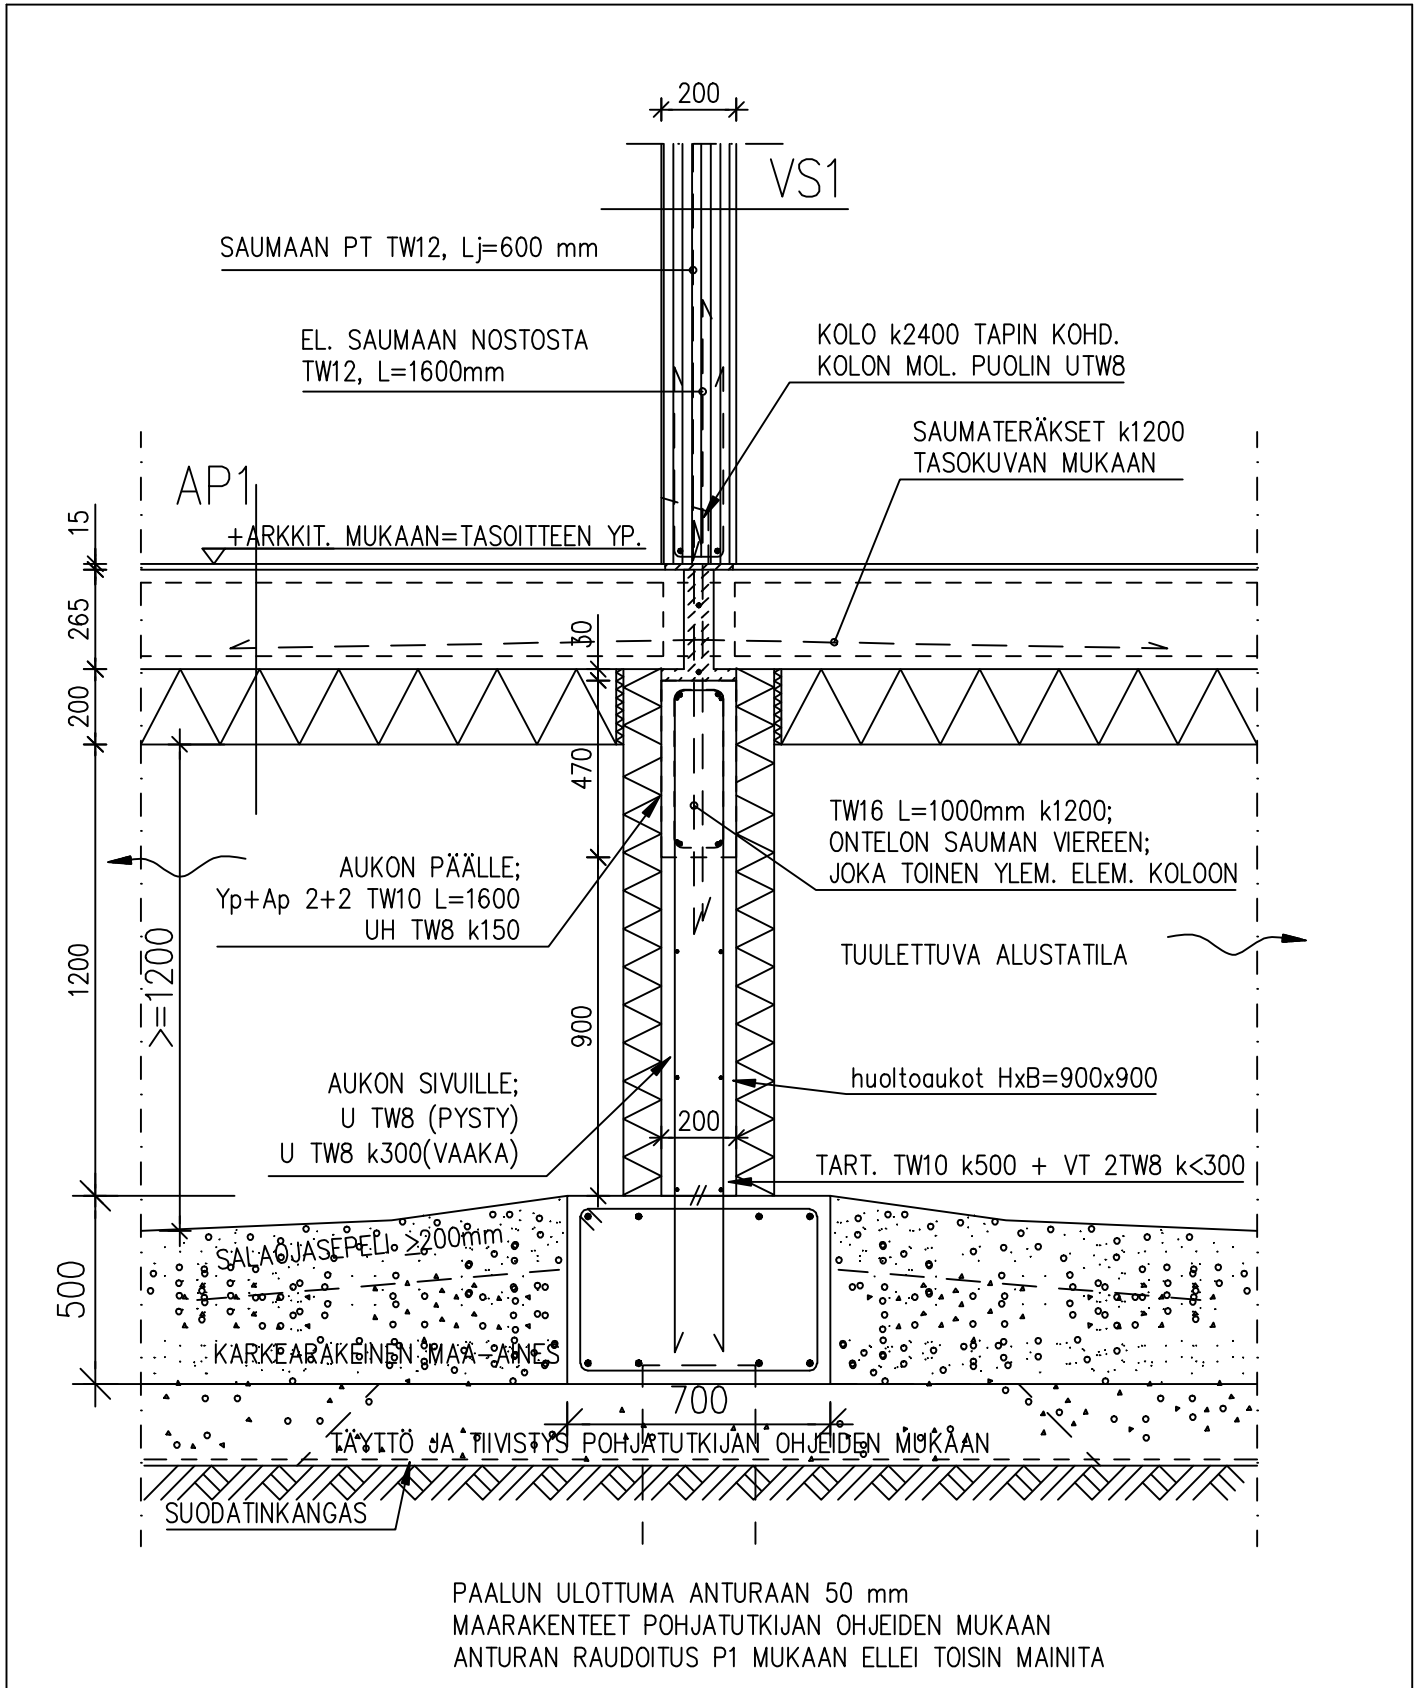 200
VS1
SAUMAAN PT TW12, Lj=600 mm
EL. SAUMAAN NOSTOSTA
TW12, L=1600mm
KOLO k2400 TAPIN KOHD.
KOLON MOL. PUOLIN UTW8
SAUMATERÄKSET k1200
TASOKUVAN MUKAAN
AP1
+ARKKIT. MUKAAN=TASOITTEEN YP.
15
265
30
200
470
TW16 L=1000mm k1200;
ONTELON SAUMAN VIEREEN;
JOKA TOINEN YLEM. ELEM. KOLOON
AUKON PÄÄLLE;
Yp+Ap 2+2 TW10 L=1600
UH TW8 k150
TUULETTUVA ALUSTATILA
1200
>=1200
900
AUKON SIVUILLE;
U TW8 (PYSTY)
U TW8 k300(VAAKA)
huoltoaukot HxB=900x900
200
TART. TW10 k500 + VT 2TW8 k<300
SALAOJASEPELI >200mm
500
KARKEARAKEINEN MAA-AINES
700
TÄYTTÖ JA TIIVISTYS POHJATUTKIJAN OHJEIDEN MUKAAN
SUODATINKANGAS
PAALUN ULOTTUMA ANTURAAN 50 mm
MAARAKENTEET POHJATUTKIJAN OHJEIDEN MUKAAN
ANTURAN RAUDOITUS P1 MUKAAN ELLEI TOISIN MAINITA